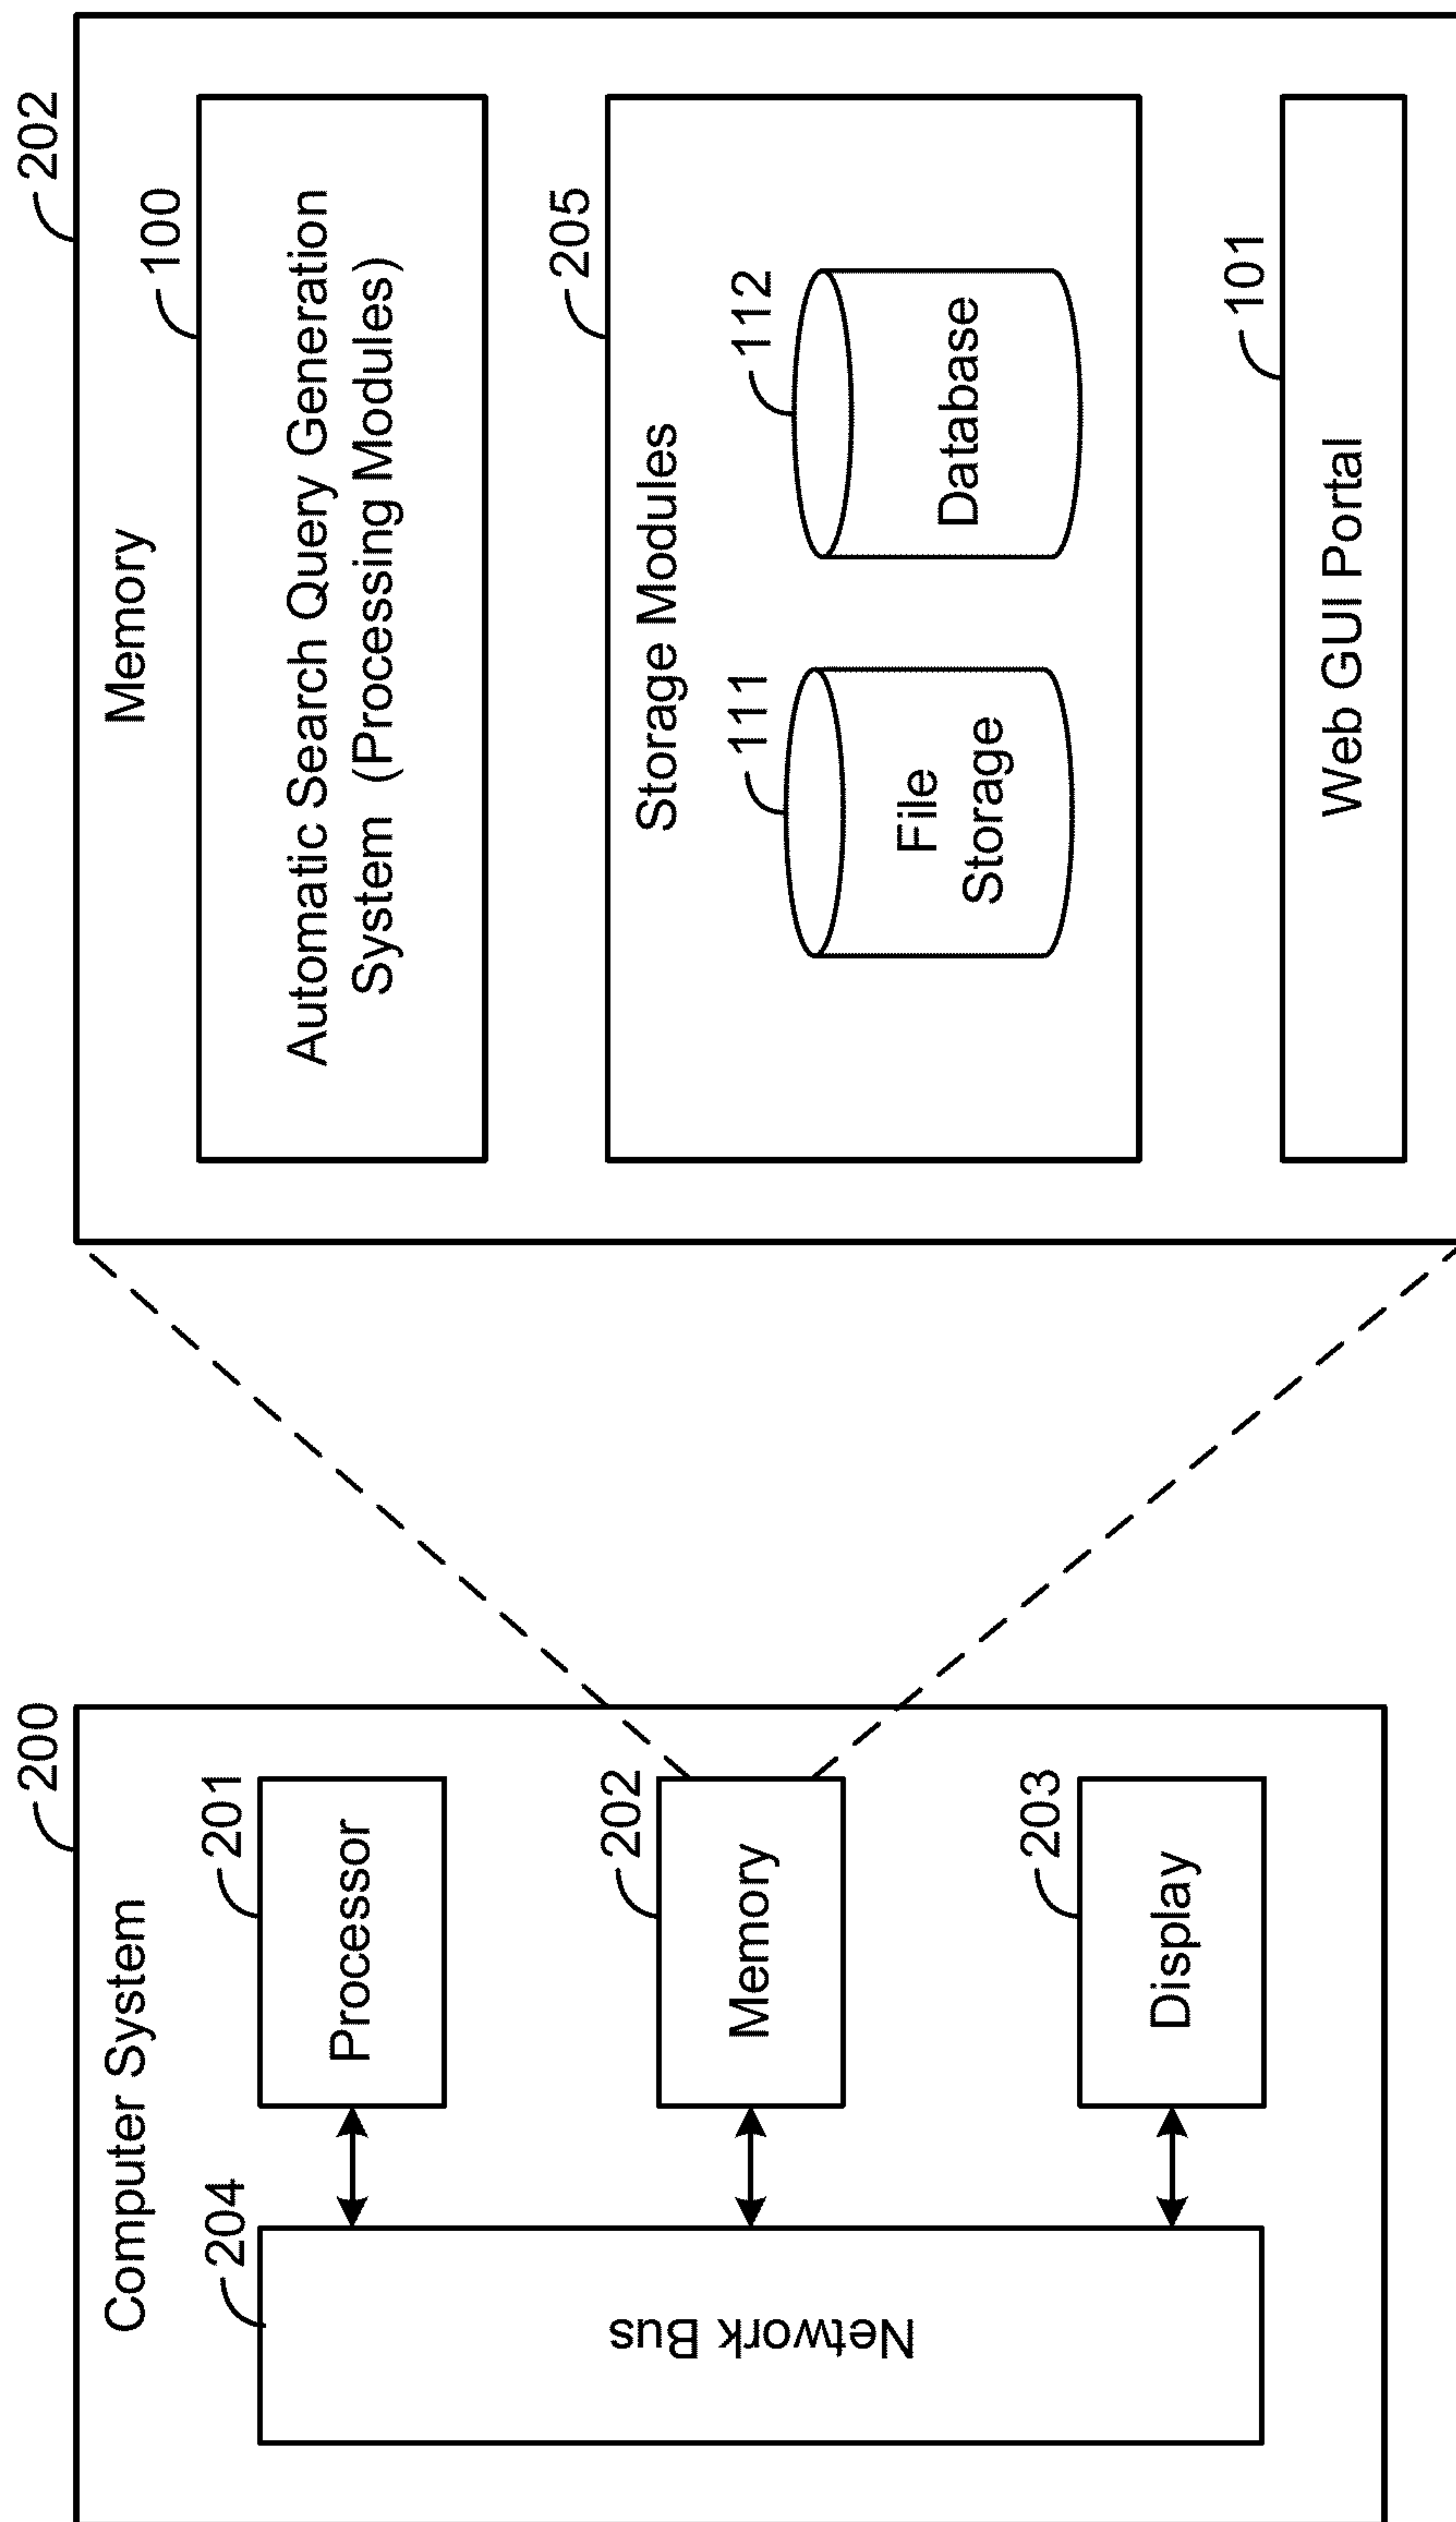 200
Computer System
204
Network Bus
201
Processor
202
Memory
203
Display
202
Memory
100
Automatic Search Query Generation
System (Processing Modules)
205
Storage Modules
111
File
Storage
112
Database
101
Web GUI Portal